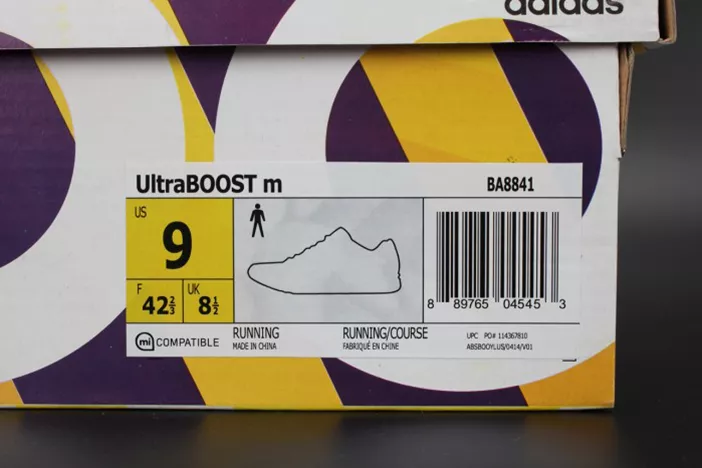 adidas
UltraBOOST m BA8841
US
9
F
42⅔
UK
8½
8 89765 04545 3
mi COMPATIBLE
RUNNING
MADE IN CHINA
RUNNING/COURSE
FABRIQUÉ EN CHINE
UPC PO# 114367810
ABSBOOYLUS/0414/V01